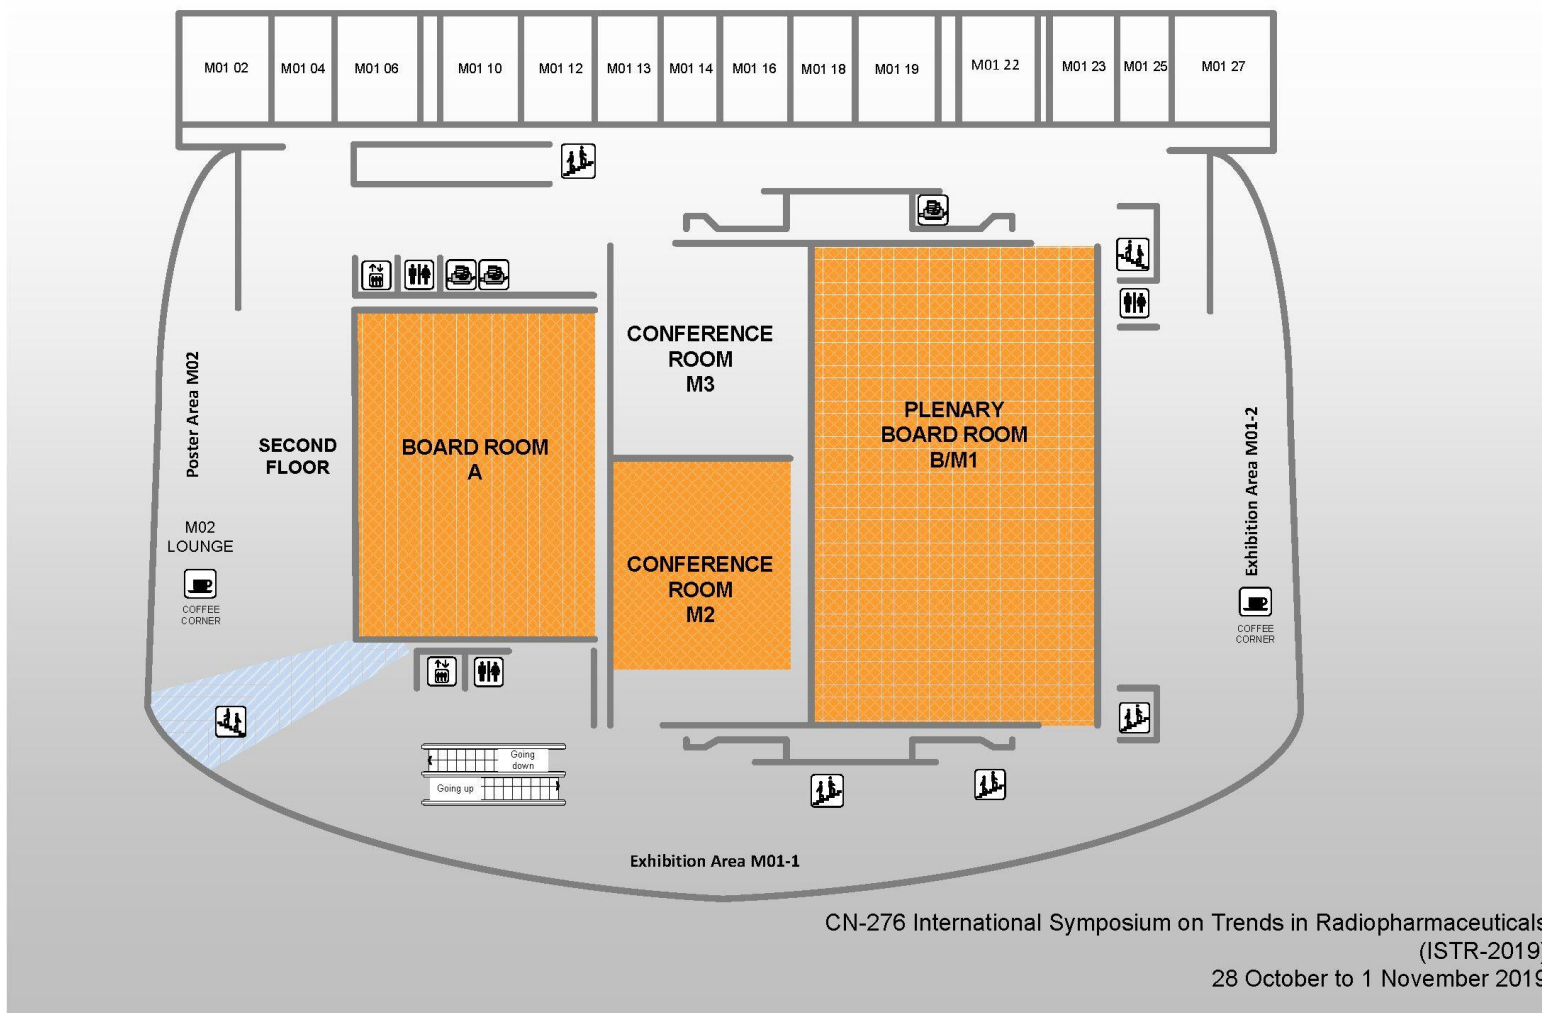 M01 02
M01 04
M01 06
M01 10
M01 12
M01 13
M01 14
M01 16
M01 18
M01 19
M01 22
M01 23
M01 25
M01 27
CONFERENCE
ROOM
M3
Poster Area M02
SECOND
FLOOR
BOARD ROOM
A
PLENARY
BOARD ROOM
B/M1
Exhibition Area M01-2
M02
LOUNGE
COFFEE
CORNER
CONFERENCE
ROOM
M2
COFFEE
CORNER
Going
down
Going up
Exhibition Area M01-1
CN-276 International Symposium on Trends in Radiopharmaceuticals
(ISTR-2019)
28 October to 1 November 2019